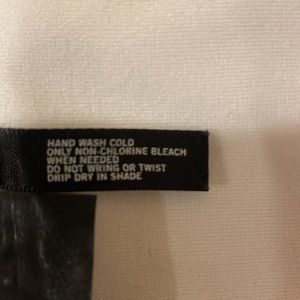 HAND WASH COLD
ONLY NON-CHLORINE BLEACH
WHEN NEEDED
DO NOT WRING OR TWIST
DRIP DRY IN SHADE